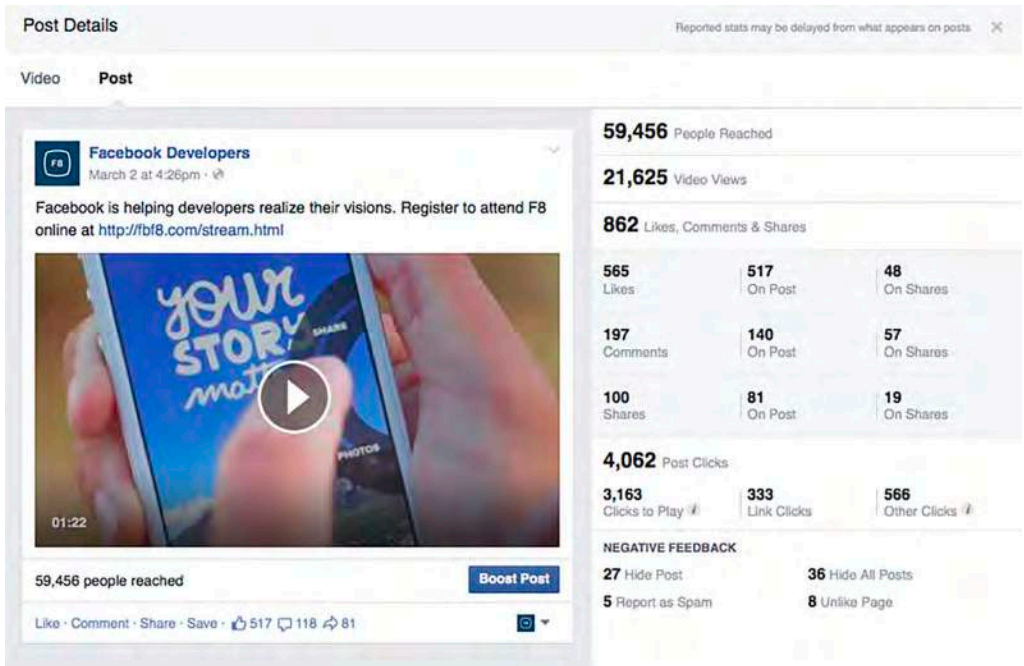 Post Details
Reported stats may be delayed from what appears on posts
Video Post
F8
Facebook Developers
March 2 at 4:26pm ·
Facebook is helping developers realize their visions. Register to attend F8
online at http://fbf8.com/stream.html
your
STORY
SHARE
PHOTOS
01:22
59,456 people reached
Boost Post
Like · Comment · Share · Save · 517 118 81
59,456 People Reached
21,625 Video Views
862 Likes, Comments & Shares
565 517 48
Likes On Post On Shares
197 140 57
Comments On Post On Shares
100 81 19
Shares On Post On Shares
4,062 Post Clicks
3,163 333 566
Clicks to Play i Link Clicks Other Clicks i
NEGATIVE FEEDBACK
27 Hide Post 36 Hide All Posts
5 Report as Spam 8 Unlike Page